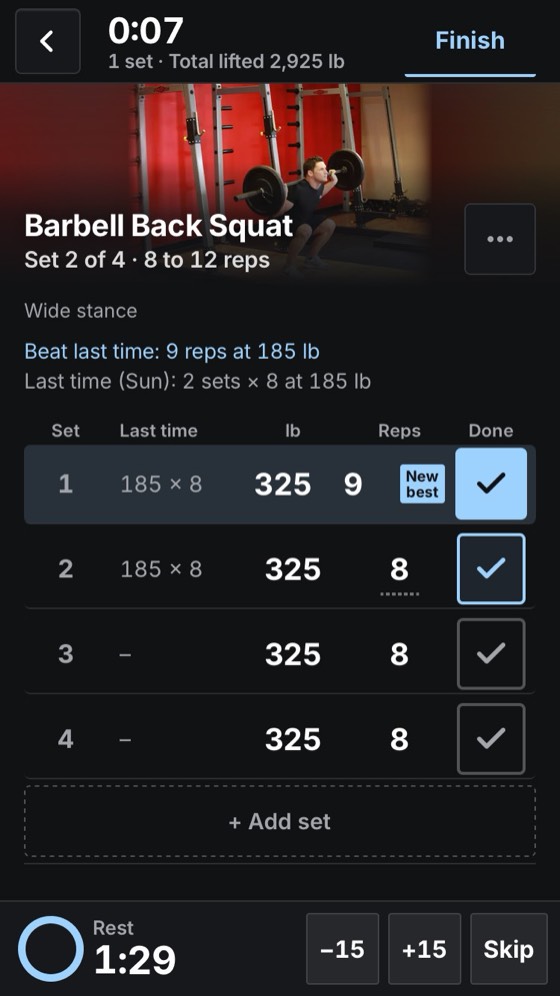 0:07
1 set · Total lifted 2,925 lb
Finish
Barbell Back Squat
Set 2 of 4 · 8 to 12 reps
Wide stance
Beat last time: 9 reps at 185 lb
Last time (Sun): 2 sets × 8 at 185 lb
Set Last time lb Reps Done
1 185 × 8 325 9 New best
2 185 × 8 325 8
3 – 325 8
4 – 325 8
+ Add set
Rest
1:29
−15 +15 Skip